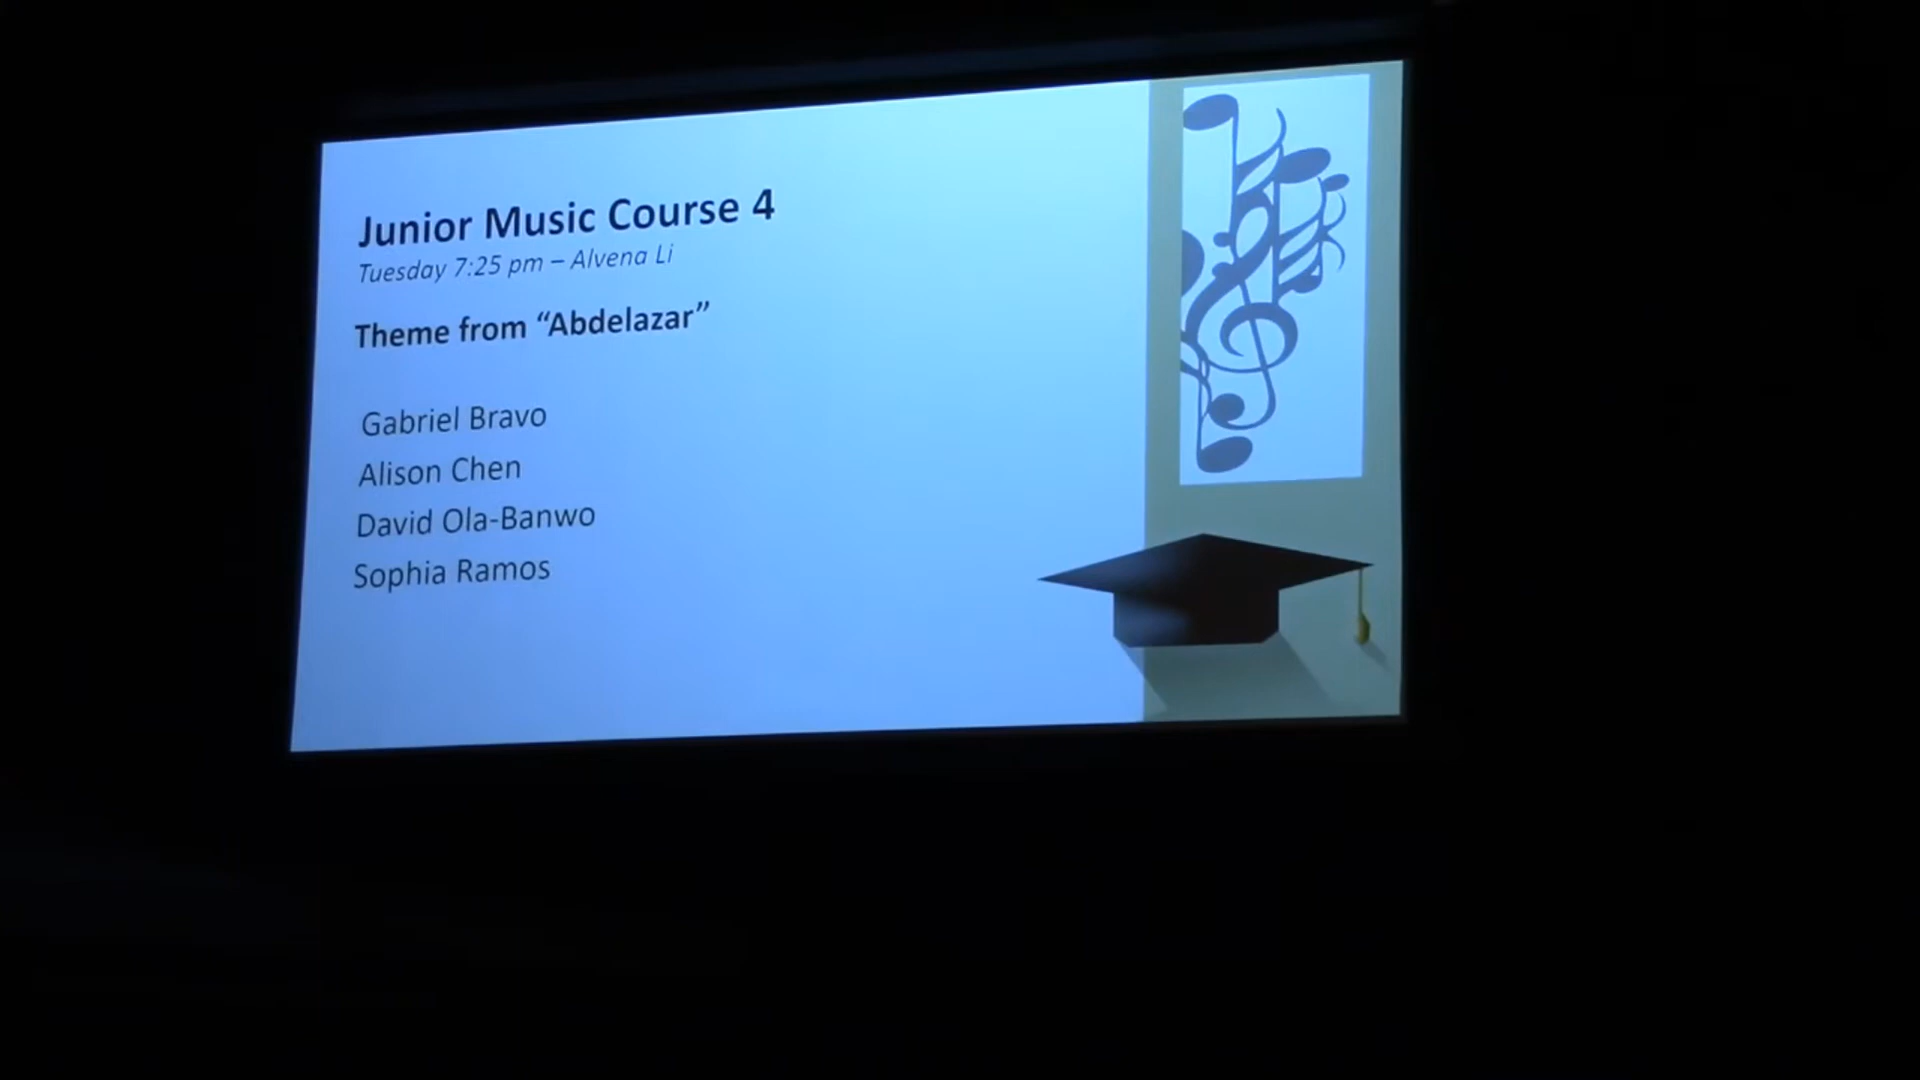 Junior Music Course 4
Tuesday 7:25 pm – Alvena Li
Theme from “Abdelazar”
Gabriel Bravo
Alison Chen
David Ola-Banwo
Sophia Ramos